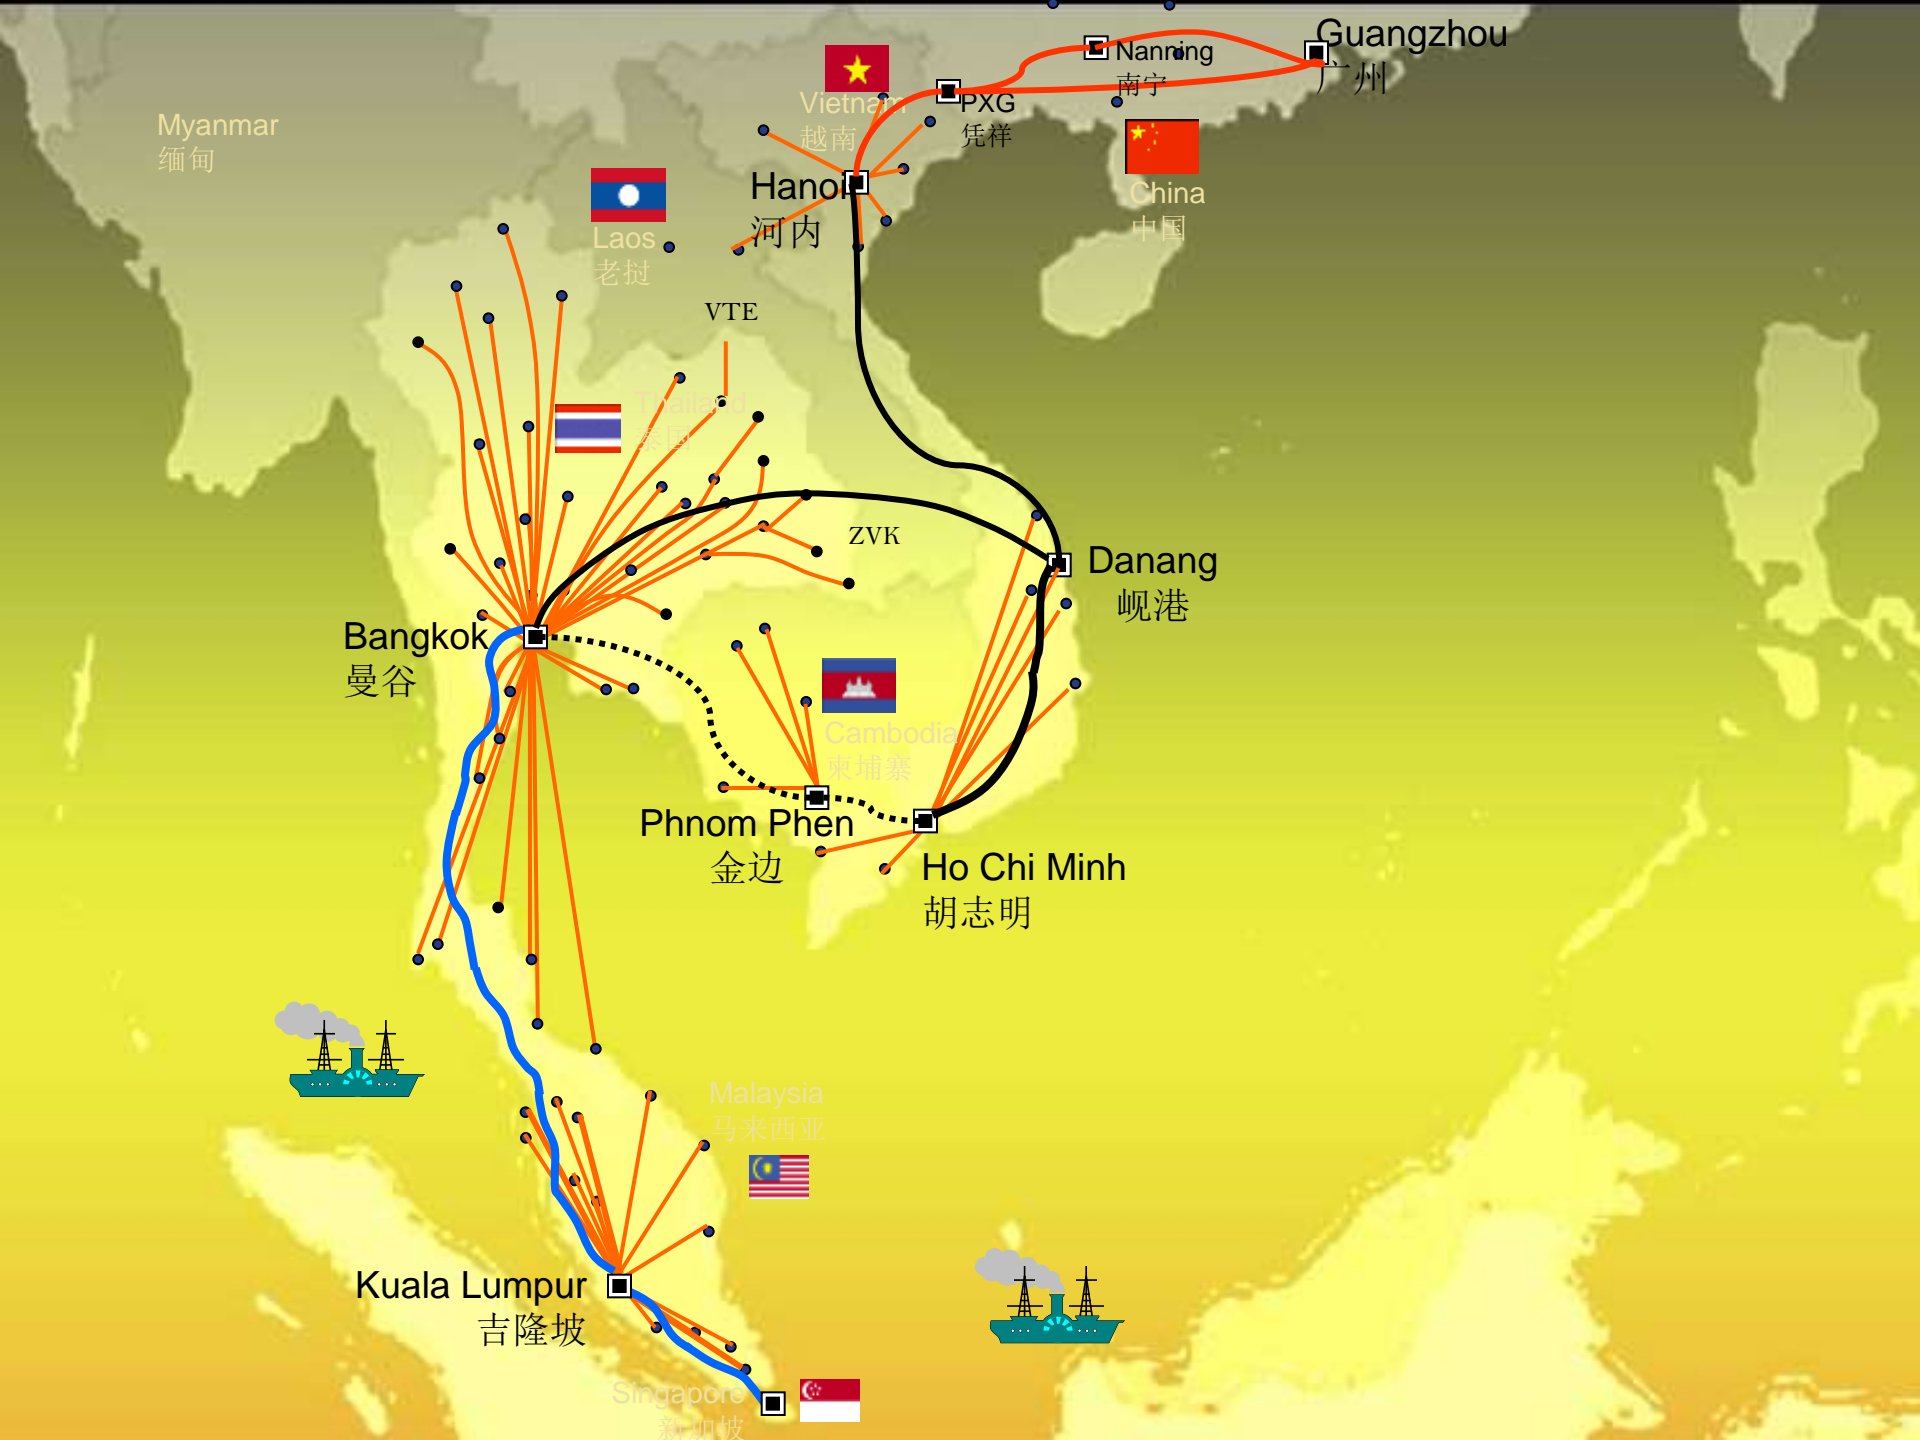 Guangzhou
广州
Nanning
南宁
PXG
凭祥
Vietnam
越南
Myanmar
缅甸
China
中国
Hanoi
河内
Laos
老挝
VTE
Thailand
泰国
ZVK
Danang
岘港
Bangkok
曼谷
Cambodia
柬埔寨
Phnom Phen
金边
Ho Chi Minh
胡志明
Malaysia
马来西亚
Kuala Lumpur
吉隆坡
Singapore
新加坡